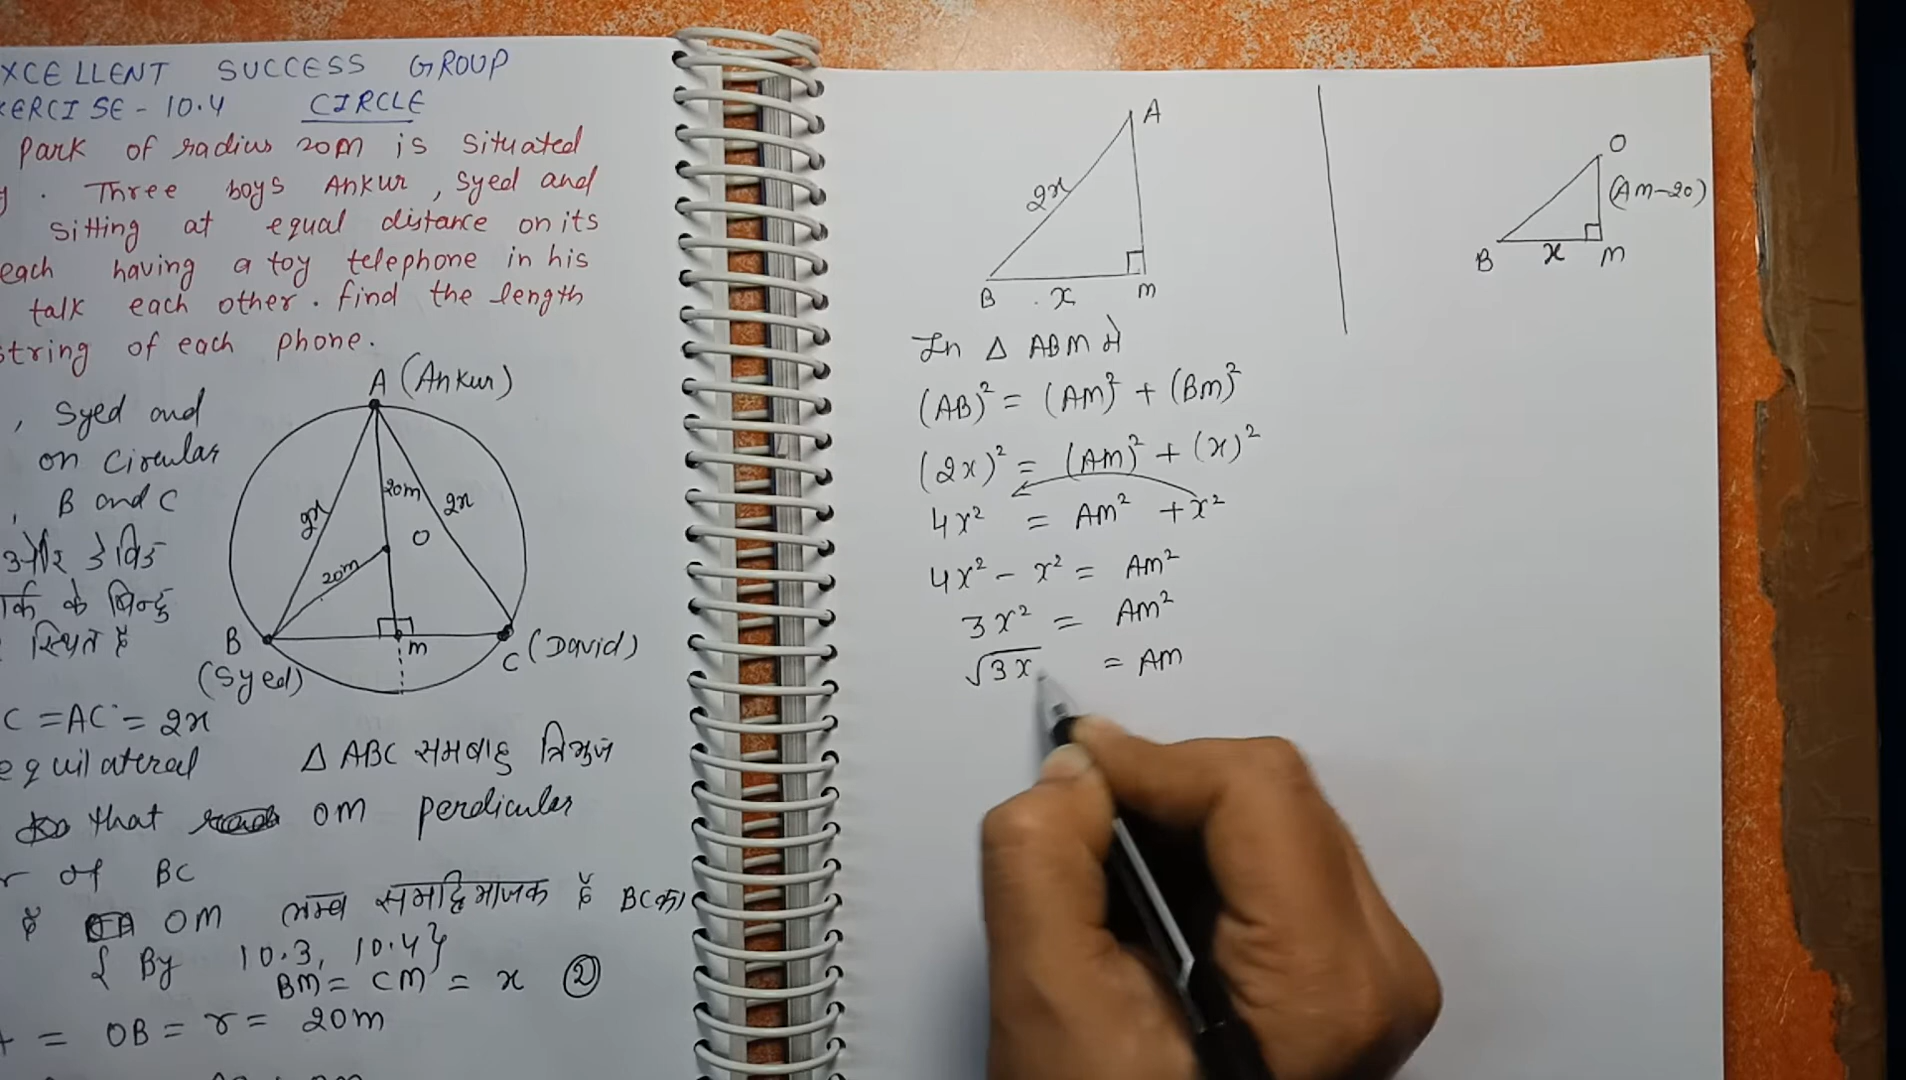 XCELLENT SUCCESS GROUP
XERCISE - 10.4 CIRCLE
park of radius 20m is situated
y. Three boys Ankur, Syed and
sitting at equal distance on its
each having a toy telephone in his
talk each other. find the length
string of each phone.
A (Ankur)
, Syed and
on circular
, B and C
और डेविड
ार्क के बिन्दु
स्थित है
2x
20m
2x
O
20m
B
(Syed)
m
C (David)
C = AC = 2x
equilateral Δ ABC समबाहु त्रिभुज
that OM perdicular
r of BC
है OM लम्ब समद्विभाजक है BC का
{ By 10.3, 10.4}
BM = CM = x ②
= OB = r = 20m
A
2x
B x M
In Δ ABM में
(AB)² = (AM)² + (BM)²
(2x)² = (AM)² + (x)²
4x² = AM² + x²
4x² - x² = AM²
3x² = AM²
√3x = AM
O
(AM-20)
B x M